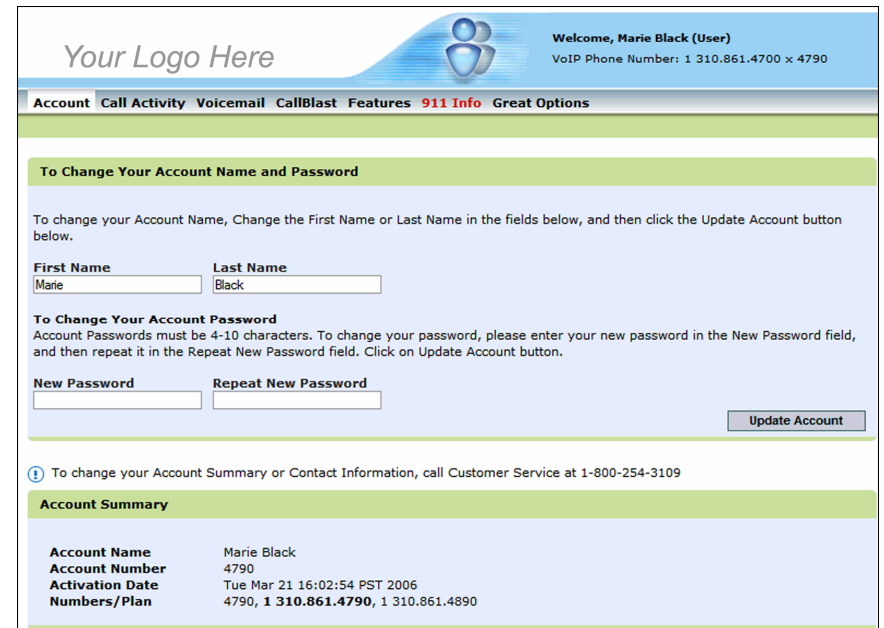 Your Logo Here
Welcome, Marie Black (User)
VoIP Phone Number: 1 310.861.4700 x 4790
Account Call Activity Voicemail CallBlast Features 911 Info Great Options
To Change Your Account Name and Password
To change your Account Name, Change the First Name or Last Name in the fields below, and then click the Update Account button
below.
First Name Last Name
Marie Black
To Change Your Account Password
Account Passwords must be 4-10 characters. To change your password, please enter your new password in the New Password field,
and then repeat it in the Repeat New Password field. Click on Update Account button.
New Password Repeat New Password
Update Account
To change your Account Summary or Contact Information, call Customer Service at 1-800-254-3109
Account Summary
Account Name Marie Black
Account Number 4790
Activation Date Tue Mar 21 16:02:54 PST 2006
Numbers/Plan 4790, 1 310.861.4790, 1 310.861.4890